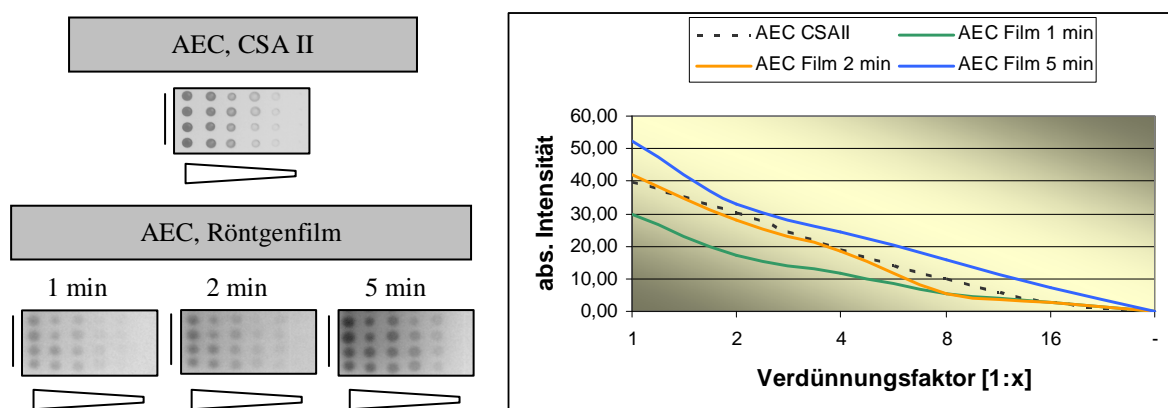 AEC, CSA II
AEC, Röntgenfilm
1 min 2 min 5 min
AEC CSAII AEC Film 1 min
AEC Film 2 min AEC Film 5 min
60,00
50,00
40,00
30,00
20,00
10,00
0,00
abs. Intensität
1 2 4 8 16 -
Verdünnungsfaktor [1:x]